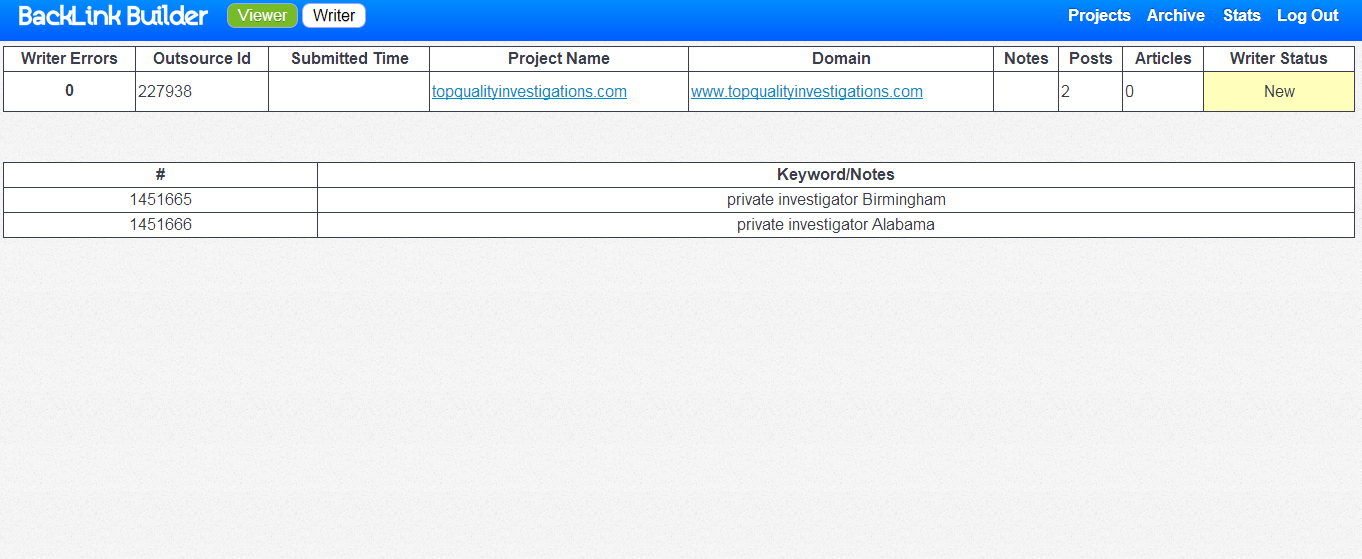 BackLink Builder Viewer Writer Projects Archive Stats Log Out
Writer Errors Outsource Id Submitted Time Project Name Domain Notes Posts Articles Writer Status
0 227938 topqualityinvestigations.com www.topqualityinvestigations.com 2 0 New
# Keyword/Notes
1451665 private investigator Birmingham
1451666 private investigator Alabama